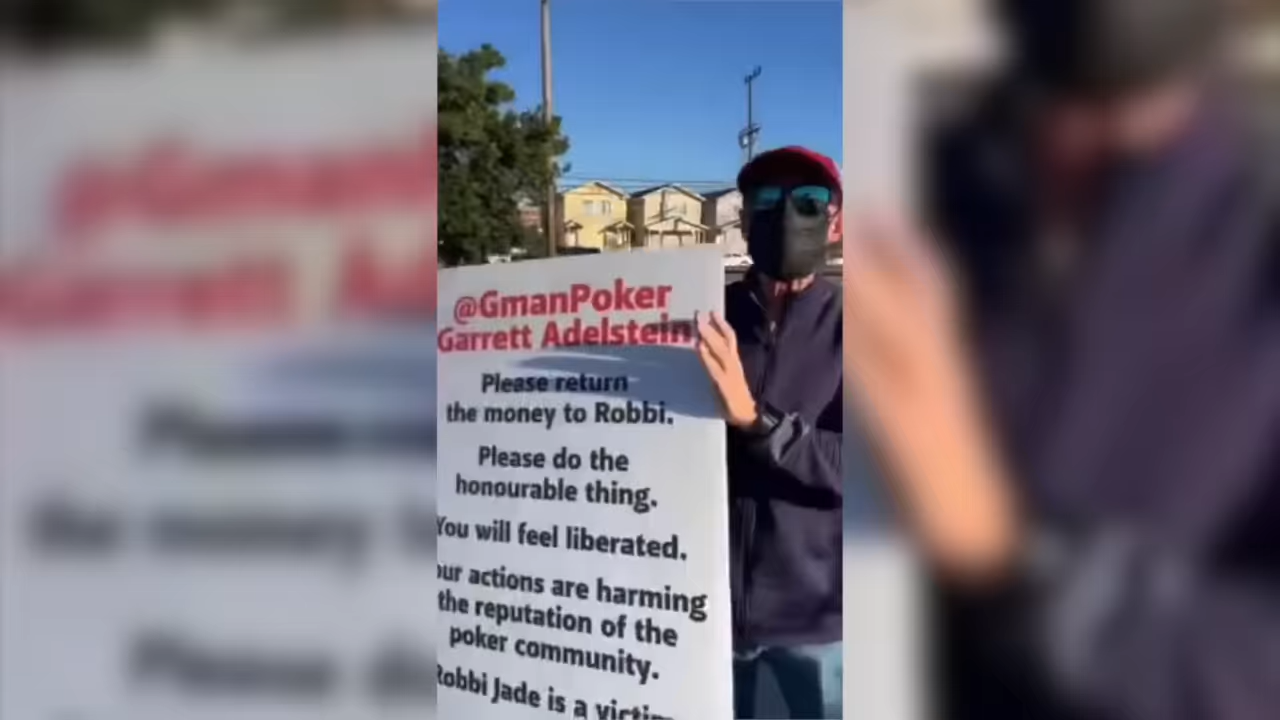 @GmanPoker
Garrett Adelstein
Please return
the money to Robbi.
Please do the
honourable thing.
You will feel liberated.
our actions are harming
the reputation of the
poker community.
Robbi Jade is a victim